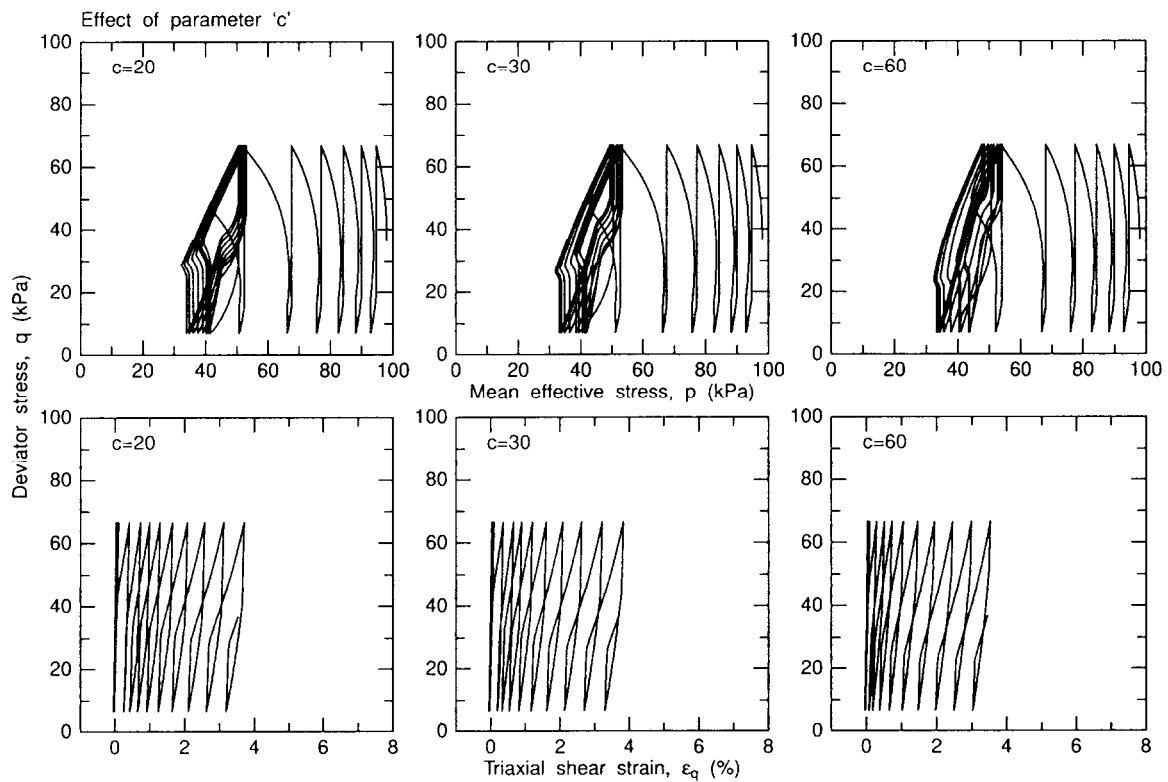 Effect of parameter ‘c’
100
80
60
40
20
0
c=20
0 20 40 60 80 100
100
80
60
40
20
0
c=30
0 20 40 60 80 100
100
80
60
40
20
0
c=60
0 20 40 60 80 100
Mean effective stress, p (kPa)
Deviator stress, q (kPa)
100
80
60
40
20
0
c=20
0 2 4 6 8
100
80
60
40
20
0
c=30
0 2 4 6 8
100
80
60
40
20
0
c=60
0 2 4 6 8
Triaxial shear strain, εq (%)